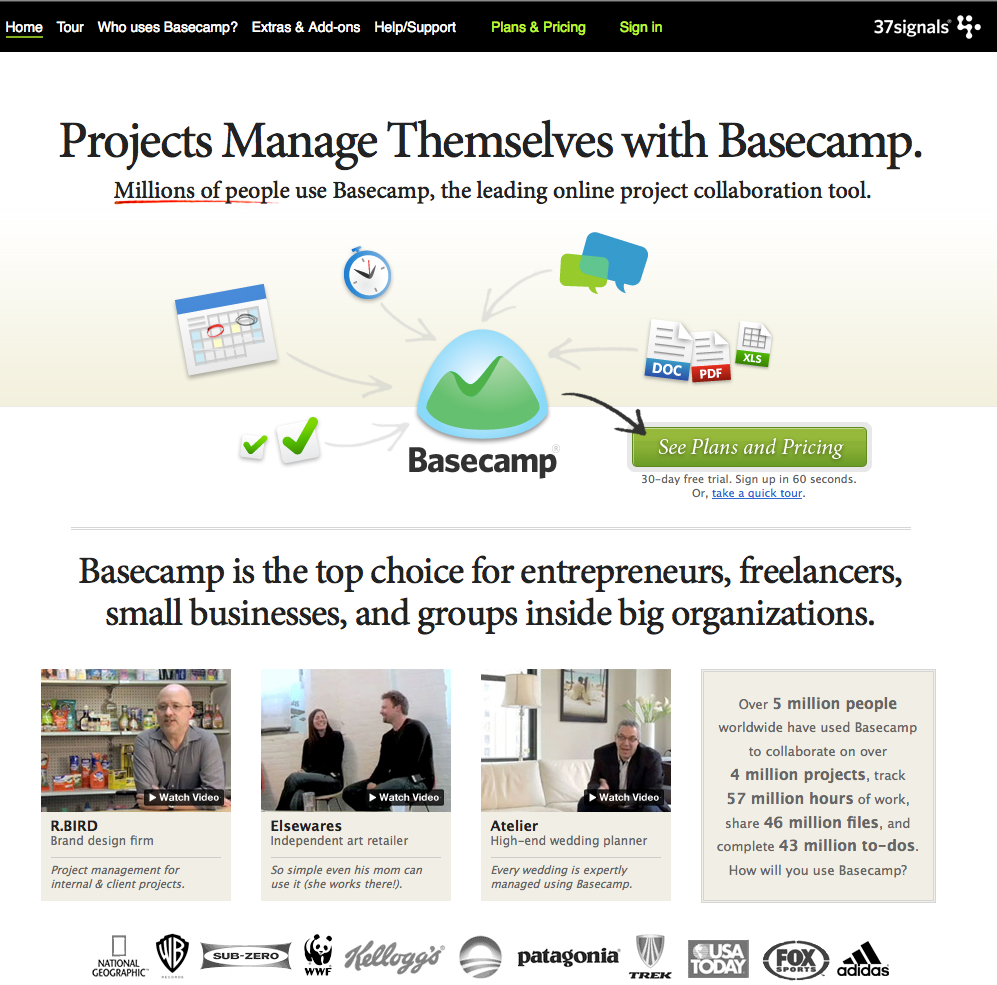 Home Tour Who uses Basecamp? Extras & Add-ons Help/Support Plans & Pricing Sign in 37signals®
Projects Manage Themselves with Basecamp.
Millions of people use Basecamp, the leading online project collaboration tool.
DOC
PDF
XLS
Basecamp®
See Plans and Pricing
30-day free trial. Sign up in 60 seconds.
Or, take a quick tour.
Basecamp is the top choice for entrepreneurs, freelancers,
small businesses, and groups inside big organizations.
Watch Video
R.BIRD
Brand design firm
Project management for
internal & client projects.
Watch Video
Elsewares
Independent art retailer
So simple even his mom can
use it (she works there!).
Watch Video
Atelier
High-end wedding planner
Every wedding is expertly
managed using Basecamp.
Over 5 million people
worldwide have used Basecamp
to collaborate on over
4 million projects, track
57 million hours of work,
share 46 million files, and
complete 43 million to-dos.
How will you use Basecamp?
NATIONAL
GEOGRAPHIC
WB
RECORDS
SUB-ZERO
WWF
Kellogg's
patagonia
TREK
USA
TODAY
FOX
SPORTS
adidas